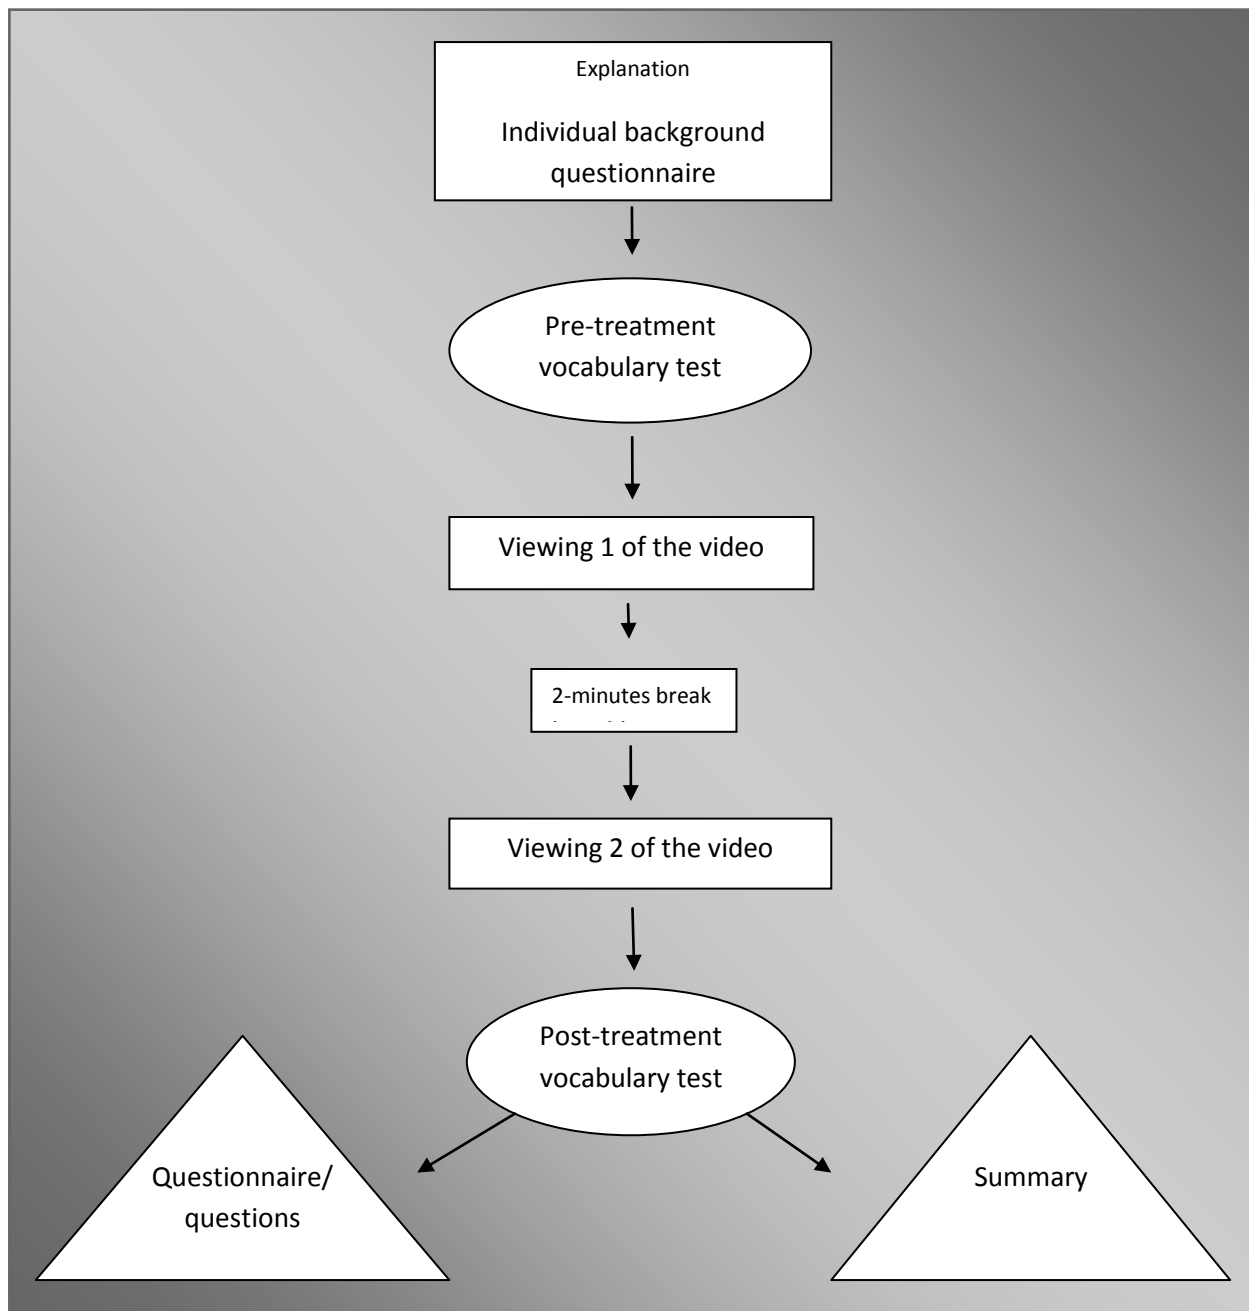 Explanation
Individual background
questionnaire
Pre-treatment
vocabulary test
Viewing 1 of the video
2-minutes break
Viewing 2 of the video
Post-treatment
vocabulary test
Questionnaire/
questions
Summary